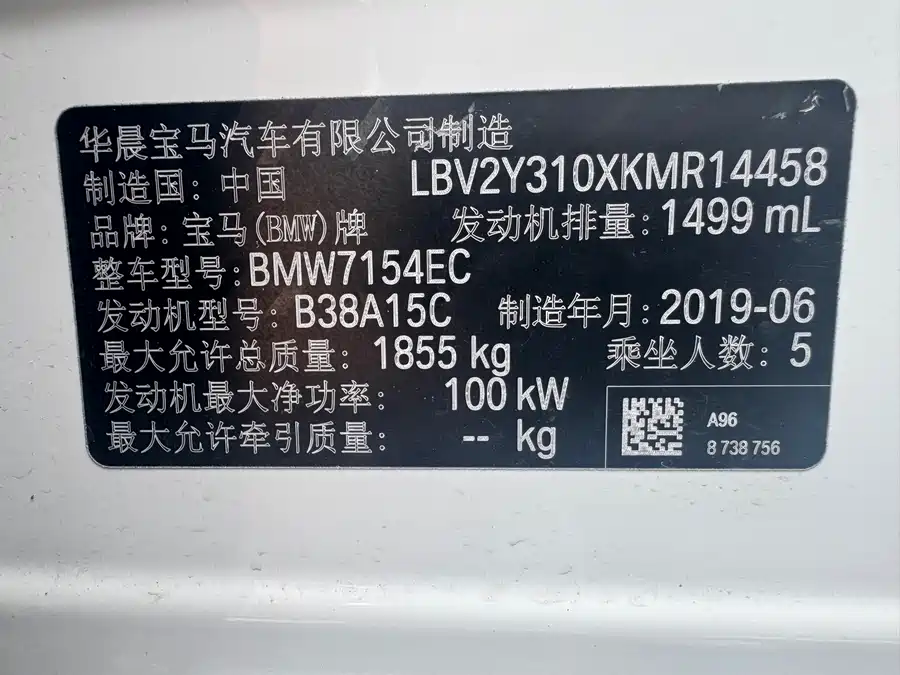 华晨宝马汽车有限公司制造
制造国: 中国 LBV2Y310XKMR14458
品牌: 宝马(BMW)牌 发动机排量: 1499 mL
整车型号: BMW7154EC
发动机型号: B38A15C 制造年月: 2019-06
最大允许总质量: 1855 kg 乘坐人数: 5
发动机最大净功率: 100 kW
最大允许牵引质量: -- kg
A96
8 738 756